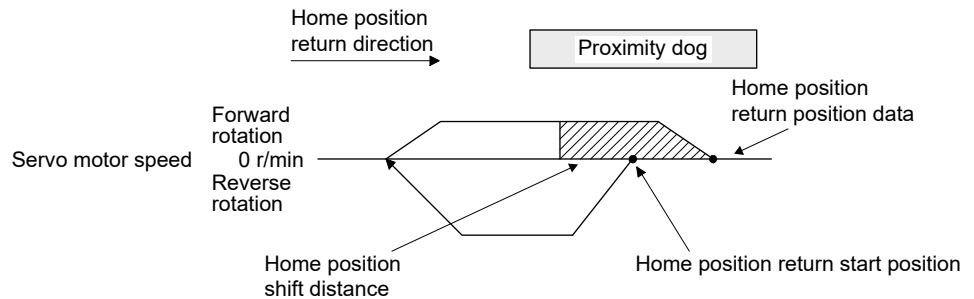 Home position
return direction
Proximity dog
Home position
return position data
Forward
rotation
Servo motor speed 0 r/min
Reverse
rotation
Home position
shift distance
Home position return start position